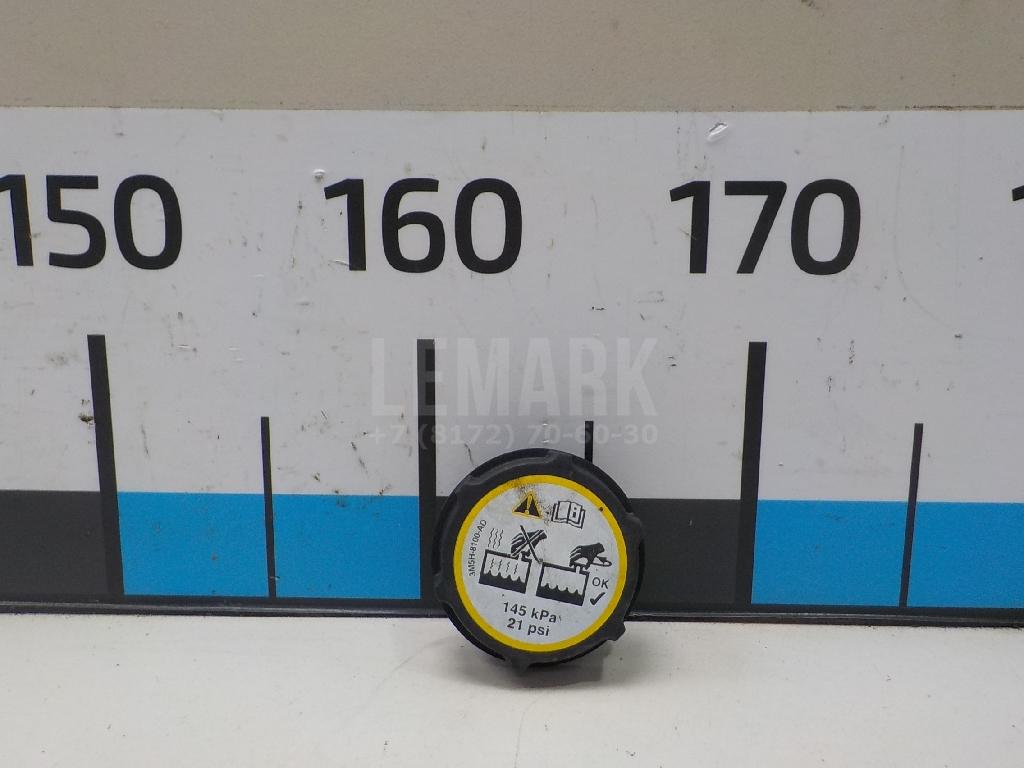 150 160 170
LEMARK
+7 (8172) 70-60-30
3M5H-8100-AD
OK
145 kPa
21 psi